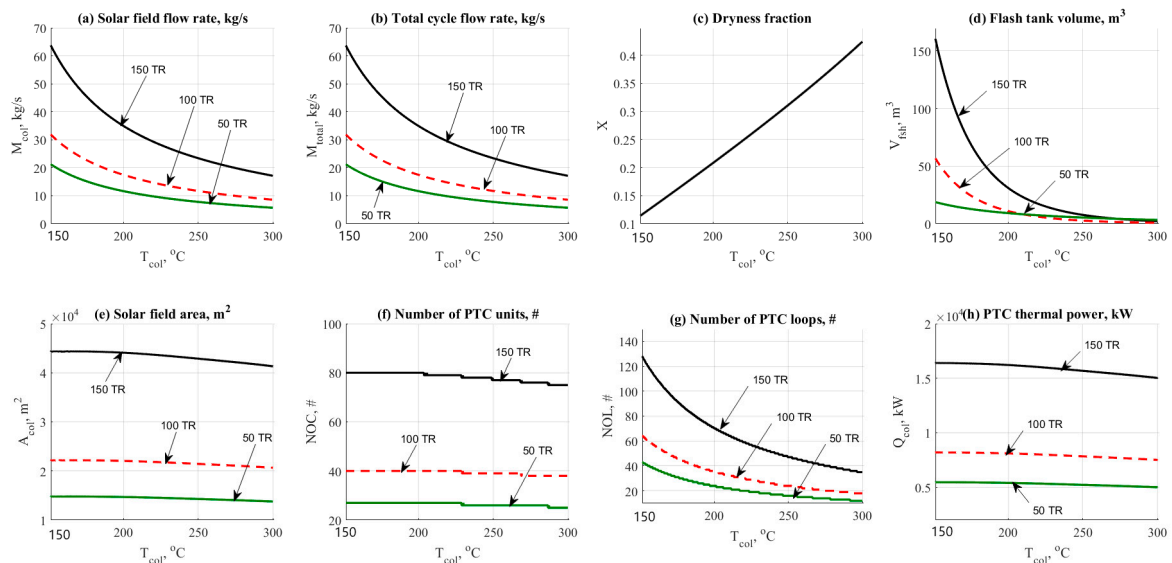 (a) Solar field flow rate, kg/s
70
60
50
40
30
20
10
0
M_col, kg/s
150 TR
100 TR
50 TR
150 200 250 300
T_col, °C
(b) Total cycle flow rate, kg/s
70
60
50
40
30
20
10
0
M_total, kg/s
150 TR
100 TR
50 TR
150 200 250 300
T_col, °C
(c) Dryness fraction
0.4
0.35
0.3
0.25
0.2
0.15
0.1
X
150 200 250 300
T_col, °C
(d) Flash tank volume, m³
150
100
50
0
V_fsh, m³
150 TR
100 TR
50 TR
150 200 250 300
T_col, °C
(e) Solar field area, m²
×10⁴
5
4
3
2
1
A_col, m²
150 TR
100 TR
50 TR
150 200 250 300
T_col, °C
(f) Number of PTC units, #
100
80
60
40
20
NOC, #
150 TR
100 TR
50 TR
150 200 250 300
T_col, °C
(g) Number of PTC loops, #
140
120
100
80
60
40
20
NOL, #
150 TR
100 TR
50 TR
150 200 250 300
T_col, °C
(h) PTC thermal power, kW
×10⁴
2
1.5
1
0.5
0
Q_col, kW
150 TR
100 TR
50 TR
150 200 250 300
T_col, °C